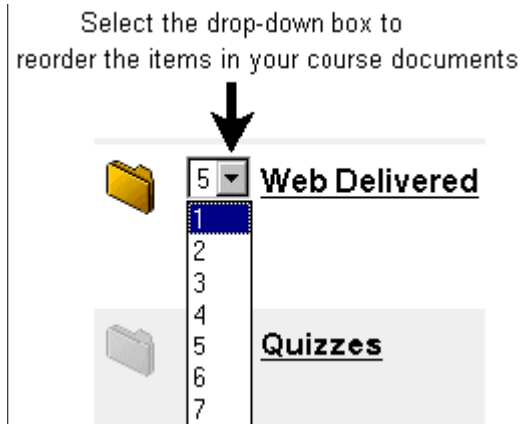 Select the drop-down box to
reorder the items in your course documents
5 Web Delivered
1
2
3
4
5 Quizzes
6
7